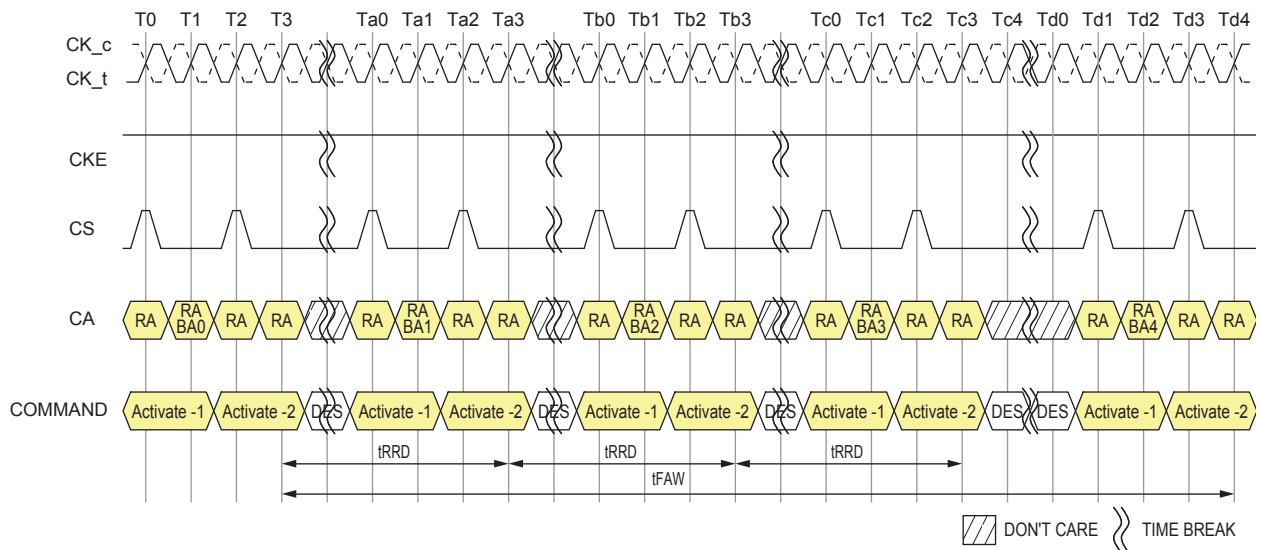 T0 T1 T2 T3 Ta0 Ta1 Ta2 Ta3 Tb0 Tb1 Tb2 Tb3 Tc0 Tc1 Tc2 Tc3 Tc4 Td0 Td1 Td2 Td3 Td4
CK_c
CK_t
CKE
CS
CA RA RA BA0 RA RA RA RA BA1 RA RA RA RA BA2 RA RA RA RA BA3 RA RA RA RA BA4 RA RA
COMMAND Activate -1 Activate -2 DES Activate -1 Activate -2 DES Activate -1 Activate -2 DES Activate -1 Activate -2 DES DES Activate -1 Activate -2
tRRD tRRD tRRD
tFAW
DON'T CARE TIME BREAK